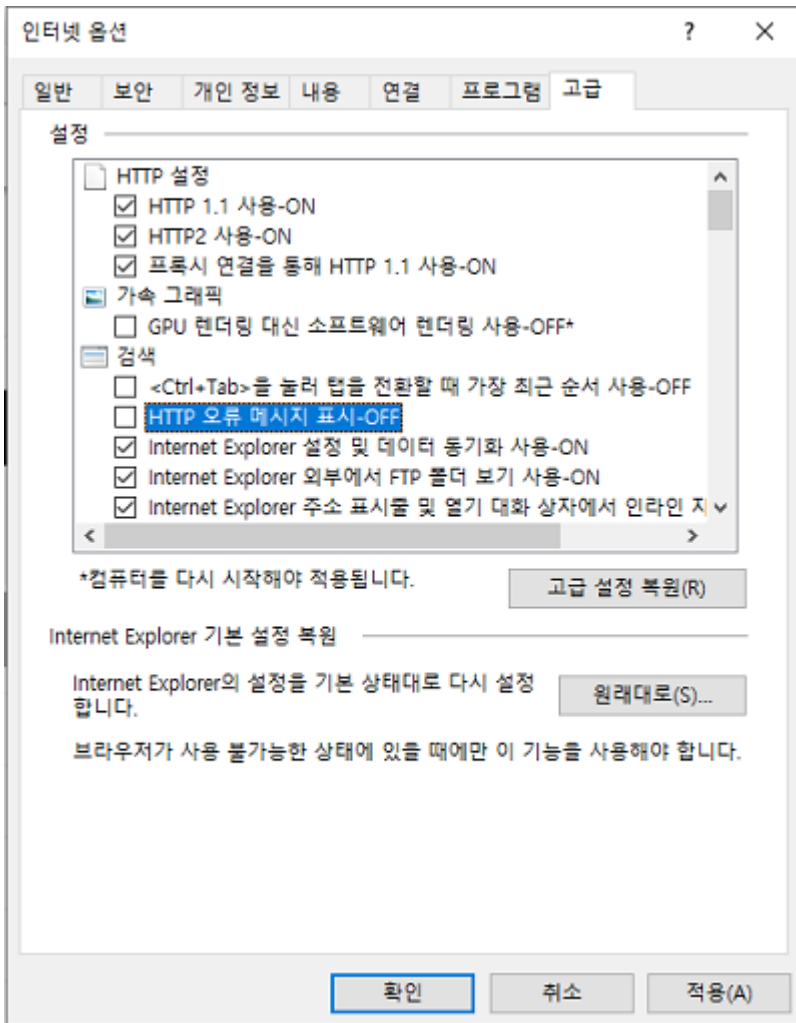 인터넷 옵션
일반 보안 개인 정보 내용 연결 프로그램 고급
설정
HTTP 설정
HTTP 1.1 사용-ON
HTTP2 사용-ON
프록시 연결을 통해 HTTP 1.1 사용-ON
가속 그래픽
GPU 렌더링 대신 소프트웨어 렌더링 사용-OFF*
검색
<Ctrl+Tab>을 눌러 탭을 전환할 때 가장 최근 순서 사용-OFF
HTTP 오류 메시지 표시-OFF
Internet Explorer 설정 및 데이터 동기화 사용-ON
Internet Explorer 외부에서 FTP 폴더 보기 사용-ON
Internet Explorer 주소 표시줄 및 열기 대화 상자에서 인라인
*컴퓨터를 다시 시작해야 적용됩니다.
고급 설정 복원(R)
Internet Explorer 기본 설정 복원
Internet Explorer의 설정을 기본 상태대로 다시 설정
합니다.
원래대로(S)...
브라우저가 사용 불가능한 상태에 있을 때에만 이 기능을 사용해야 합니다.
확인 취소 적용(A)